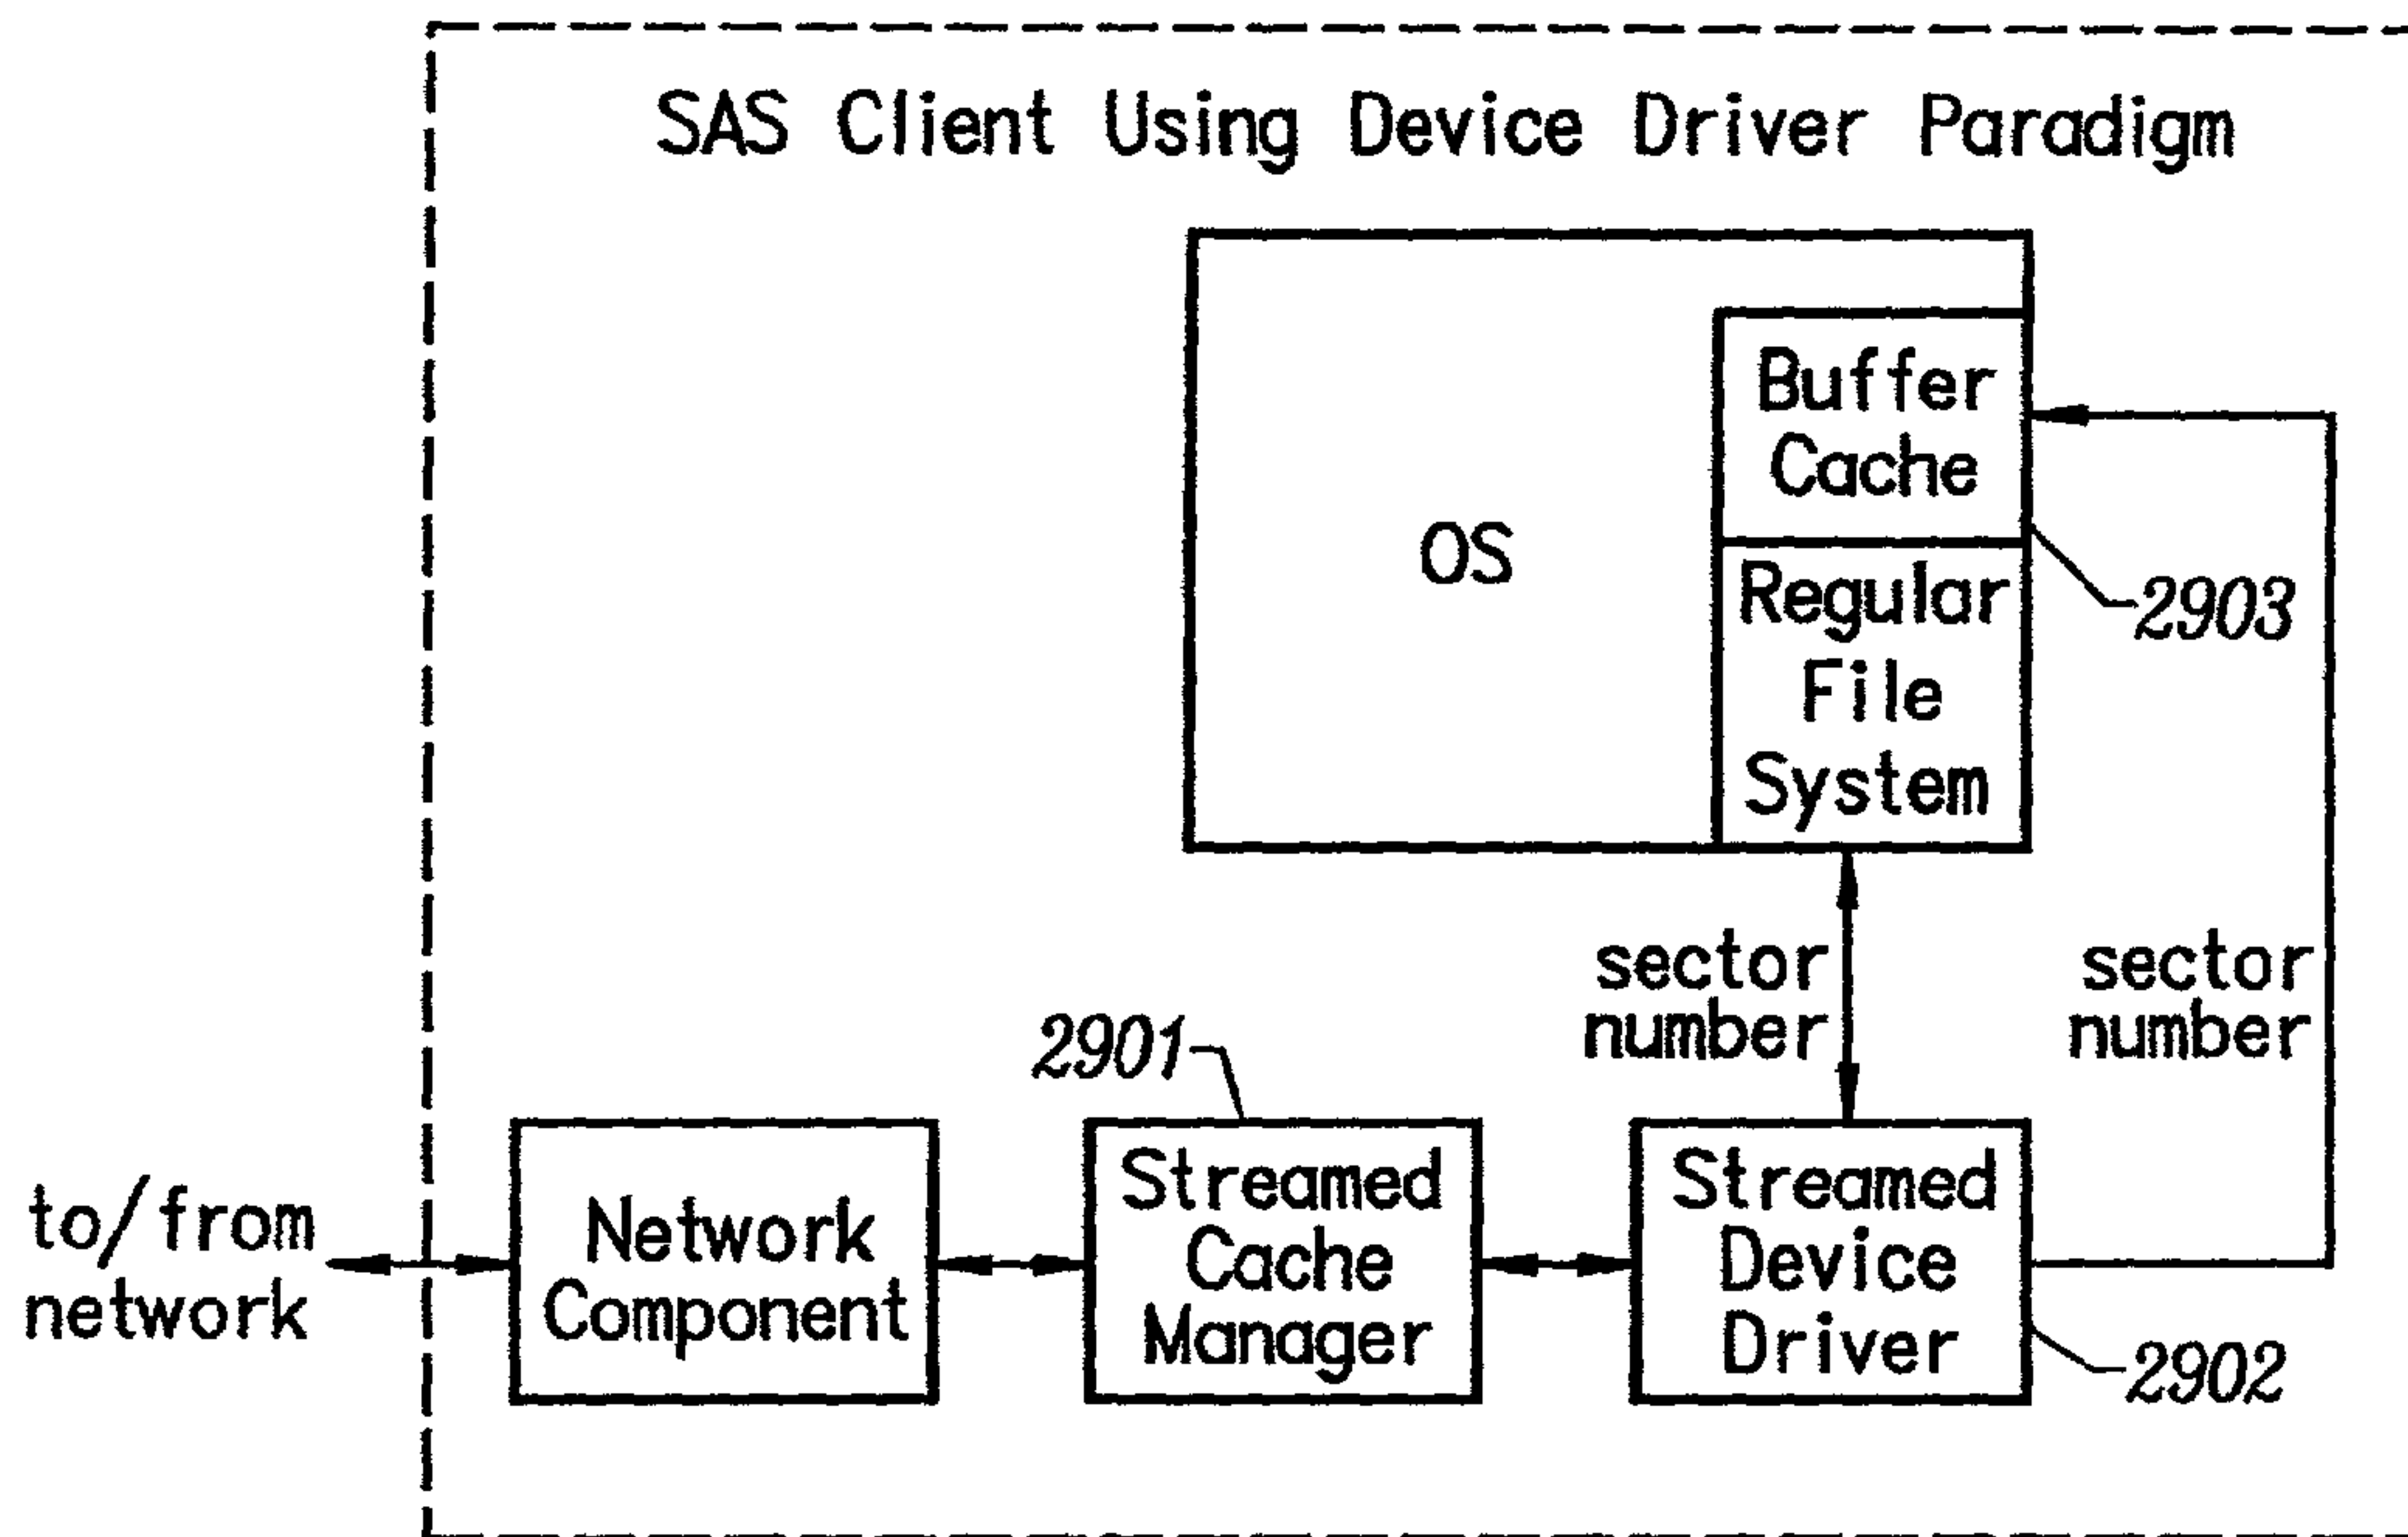 SAS Client Using Device Driver Paradigm
Buffer
Cache
OS
Regular
File
System
2903
sector
number
sector
number
2901
to/from
network
Network
Component
Streamed
Cache
Manager
Streamed
Device
Driver
2902